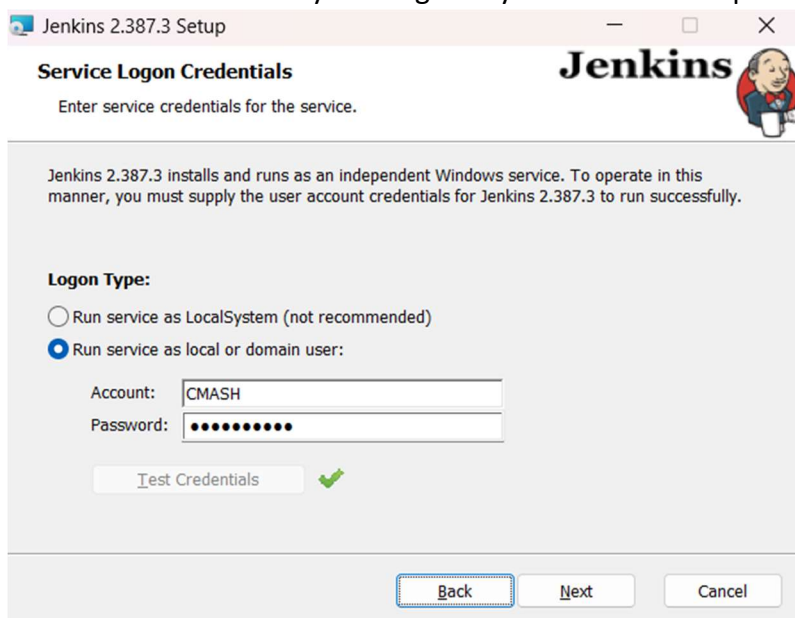 Jenkins 2.387.3 Setup
Service Logon Credentials
Jenkins
Enter service credentials for the service.
Jenkins 2.387.3 installs and runs as an independent Windows service. To operate in this
manner, you must supply the user account credentials for Jenkins 2.387.3 to run successfully.
Logon Type:
Run service as LocalSystem (not recommended)
Run service as local or domain user:
Account: CMASH
Password: ●●●●●●●●●●
Test Credentials
Back Next Cancel